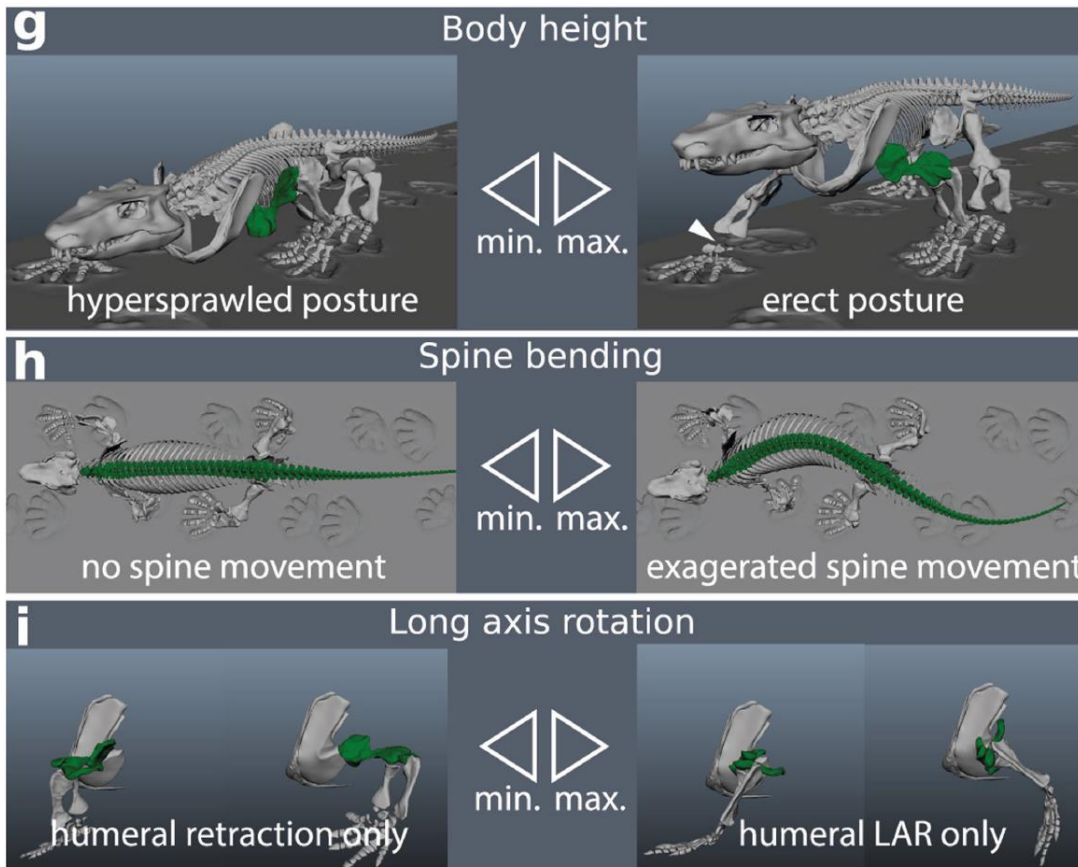 g
Body height
min. max.
hypersprawled posture
erect posture
h
Spine bending
min. max.
no spine movement
exagerated spine movement
i
Long axis rotation
min. max.
humeral retraction only
humeral LAR only